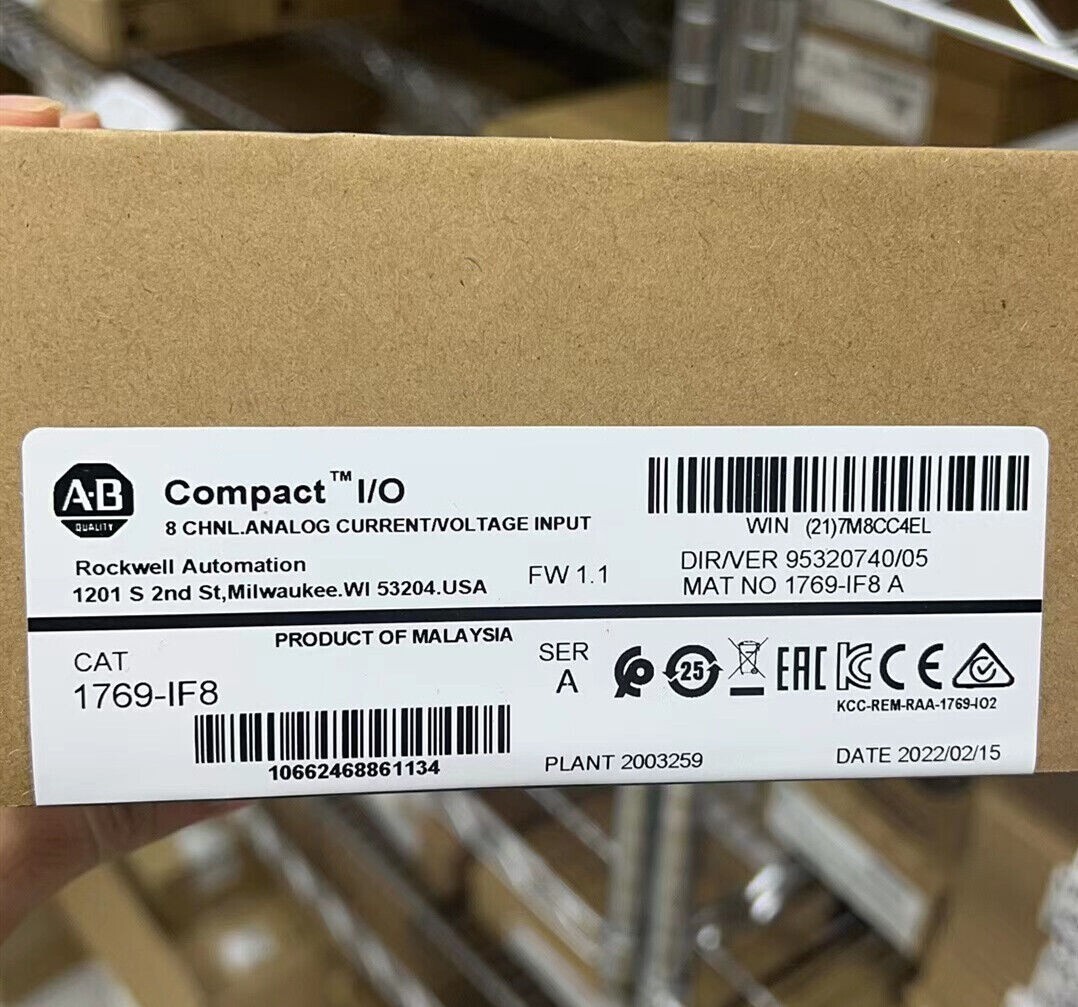 A·B
QUALITY
Compact™ I/O
8 CHNL.ANALOG CURRENT/VOLTAGE INPUT
Rockwell Automation
1201 S 2nd St,Milwaukee.WI 53204.USA
FW 1.1
WIN (21)7M8CC4EL
DIR/VER 95320740/05
MAT NO 1769-IF8 A
PRODUCT OF MALAYSIA
CAT
1769-IF8
SER
A
25
EAC
KC
CE
KCC-REM-RAA-1769-IO2
10662468861134
PLANT 2003259
DATE 2022/02/15